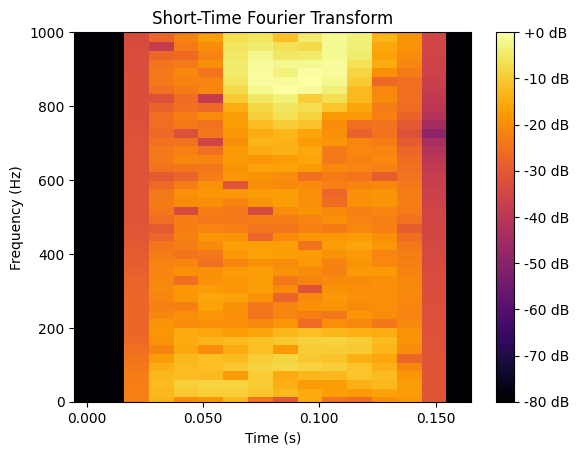 Short-Time Fourier Transform
Frequency (Hz)
1000
800
600
400
200
0
0.000
0.050
0.100
0.150
Time (s)
+0 dB
-10 dB
-20 dB
-30 dB
-40 dB
-50 dB
-60 dB
-70 dB
-80 dB